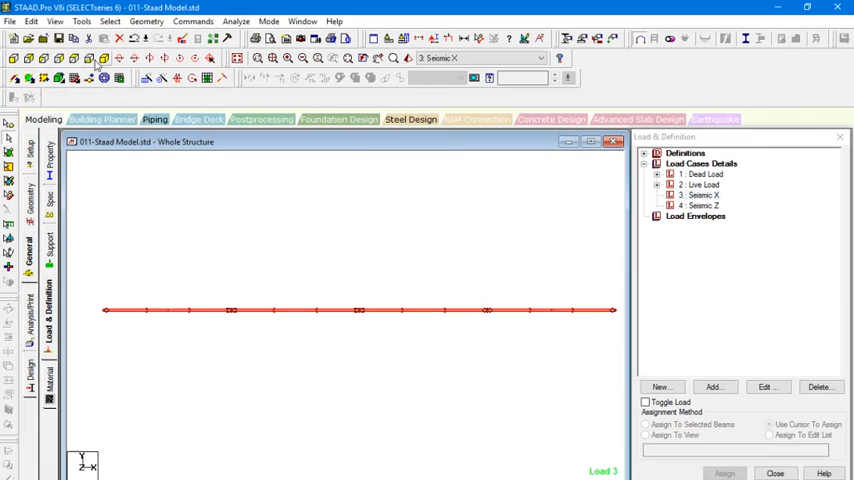 STAAD.Pro V8i (SELECTseries 6) - 011-Staad Model.std
File Edit View Tools Select Geometry Commands Analyze Mode Window Help
3: Seismic X
Modeling Building Planner Piping Bridge Deck Postprocessing Foundation Design Steel Design RAM Connection Concrete Design Advanced Slab Design Earthquake
Setup
Geometry
General
Analysis/Print
Design
Property
Spec
Support
Load & Definition
Material
011-Staad Model.std - Whole Structure
Y
Z X
Load 3
Load & Definition
Definitions
Load Cases Details
1 : Dead Load
2 : Live Load
3 : Seismic X
4 : Seismic Z
Load Envelopes
New... Add... Edit ... Delete...
Toggle Load
Assignment Method
Assign To Selected Beams Use Cursor To Assign
Assign To View Assign To Edit List
Assign Close Help